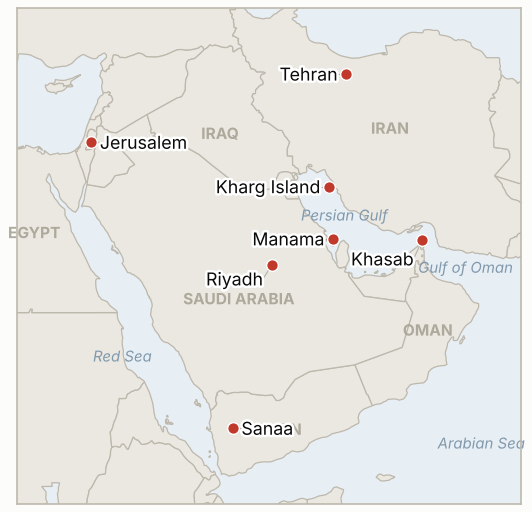 Tehran
IRAN
IRAQ
Jerusalem
Kharg Island
Persian Gulf
EGYPT
Manama
Khasab
Gulf of Oman
Riyadh
SAUDI ARABIA
OMAN
Red Sea
Sanaa
Arabian Sea